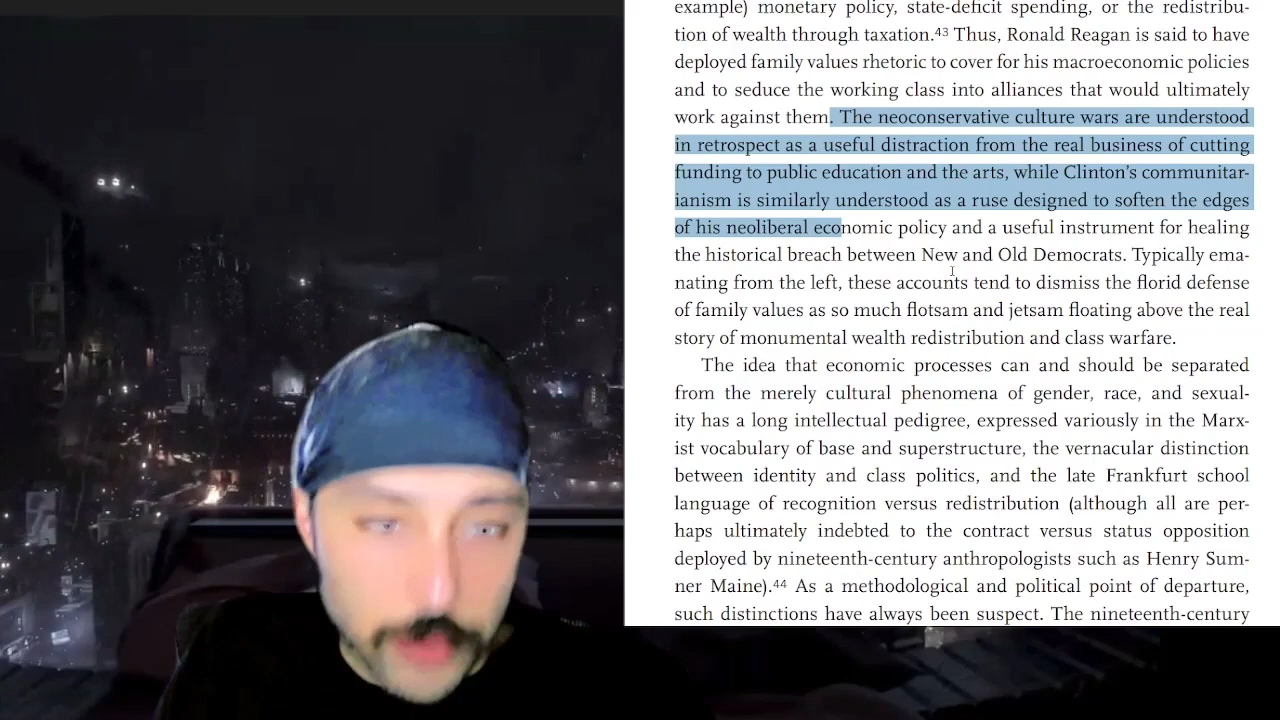 example) monetary policy, state-deficit spending, or the redistribu-
tion of wealth through taxation.43 Thus, Ronald Reagan is said to have
deployed family values rhetoric to cover for his macroeconomic policies
and to seduce the working class into alliances that would ultimately
work against them. The neoconservative culture wars are understood
in retrospect as a useful distraction from the real business of cutting
funding to public education and the arts, while Clinton's communitar-
ianism is similarly understood as a ruse designed to soften the edges
of his neoliberal economic policy and a useful instrument for healing
the historical breach between New and Old Democrats. Typically ema-
nating from the left, these accounts tend to dismiss the florid defense
of family values as so much flotsam and jetsam floating above the real
story of monumental wealth redistribution and class warfare.
The idea that economic processes can and should be separated
from the merely cultural phenomena of gender, race, and sexual-
ity has a long intellectual pedigree, expressed variously in the Marx-
ist vocabulary of base and superstructure, the vernacular distinction
between identity and class politics, and the late Frankfurt school
language of recognition versus redistribution (although all are per-
haps ultimately indebted to the contract versus status opposition
deployed by nineteenth-century anthropologists such as Henry Sum-
ner Maine).44 As a methodological and political point of departure,
such distinctions have always been suspect. The nineteenth-century